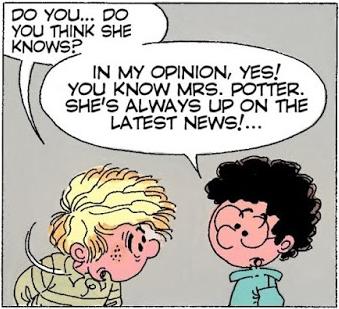 DO YOU... DO
YOU THINK SHE
KNOWS?
IN MY OPINION, YES!
YOU KNOW MRS. POTTER.
SHE'S ALWAYS UP ON THE
LATEST NEWS!...